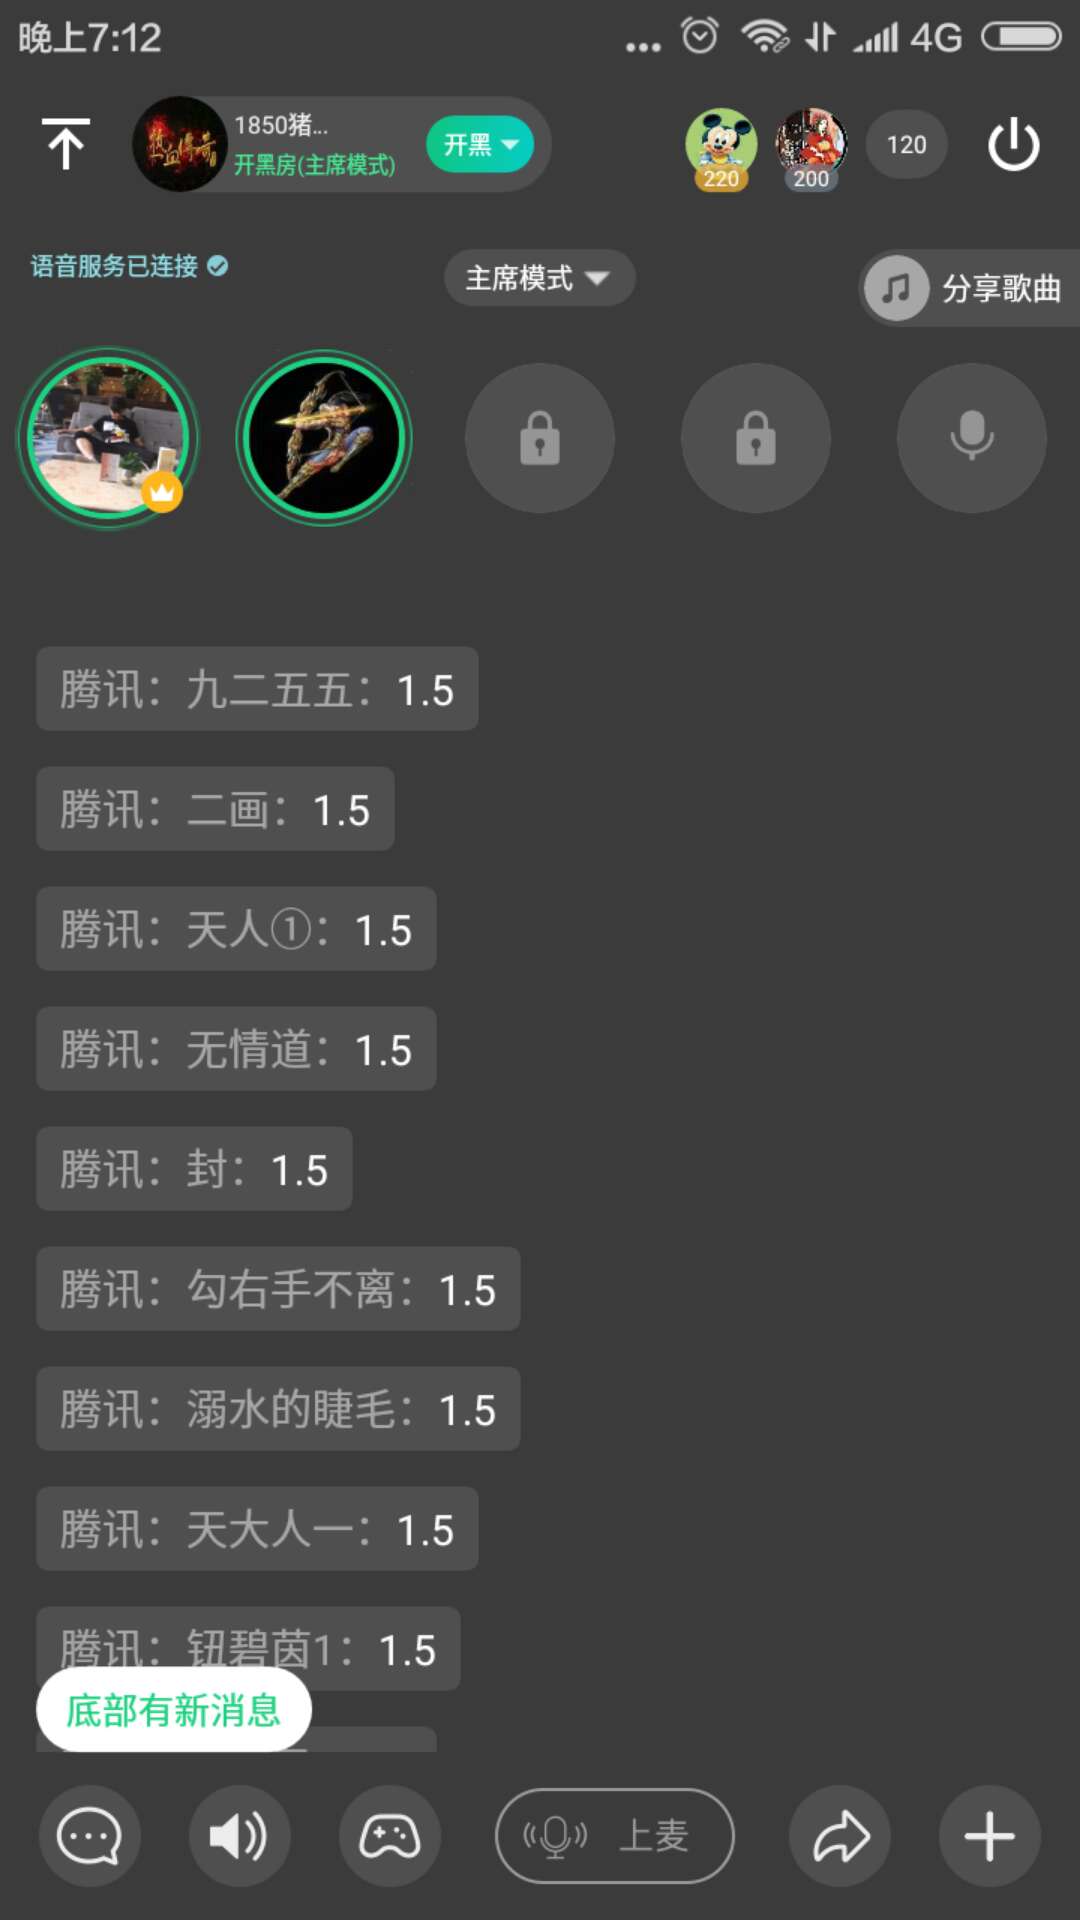 晚上7:12
4G
热血传奇
1850猪...
开黑房(主席模式)
开黑
220
200
120
语音服务已连接
主席模式
分享歌曲
腾讯：九二五五：1.5
腾讯：二画：1.5
腾讯：天人①：1.5
腾讯：无情道：1.5
腾讯：封：1.5
腾讯：勾右手不离：1.5
腾讯：溺水的睫毛：1.5
腾讯：天大人一：1.5
腾讯：钮碧茵1：1.5
底部有新消息
上麦